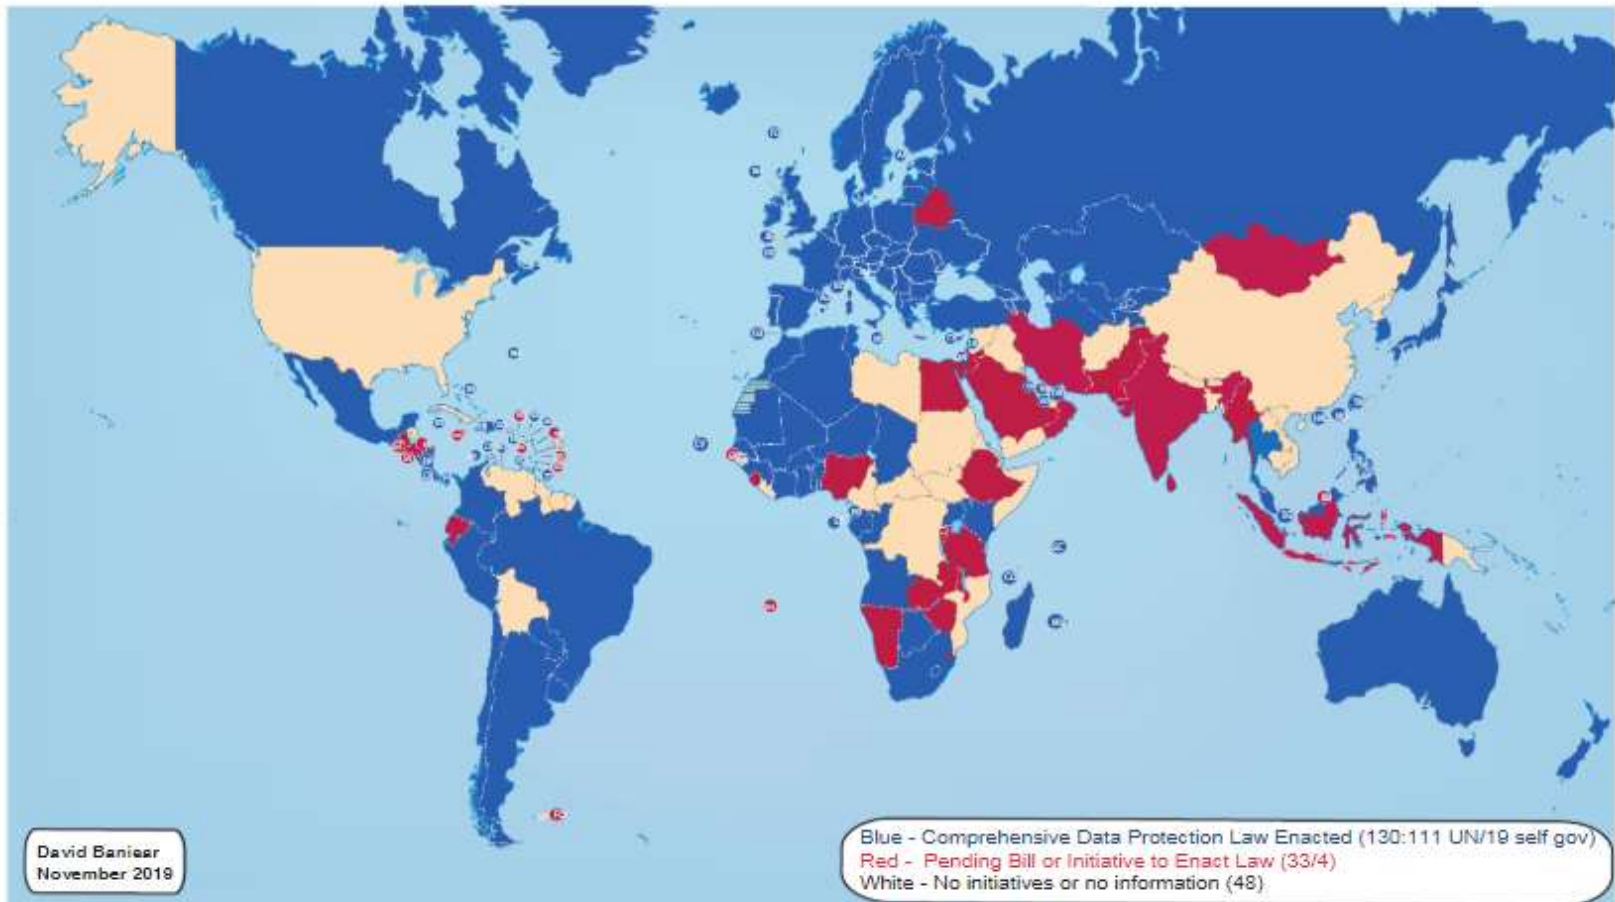 David Baniear
November 2019
Blue - Comprehensive Data Protection Law Enacted (130:111 UN/19 self gov)
Red - Pending Bill or Initiative to Enact Law (33/4)
White - No initiatives or no information (48)